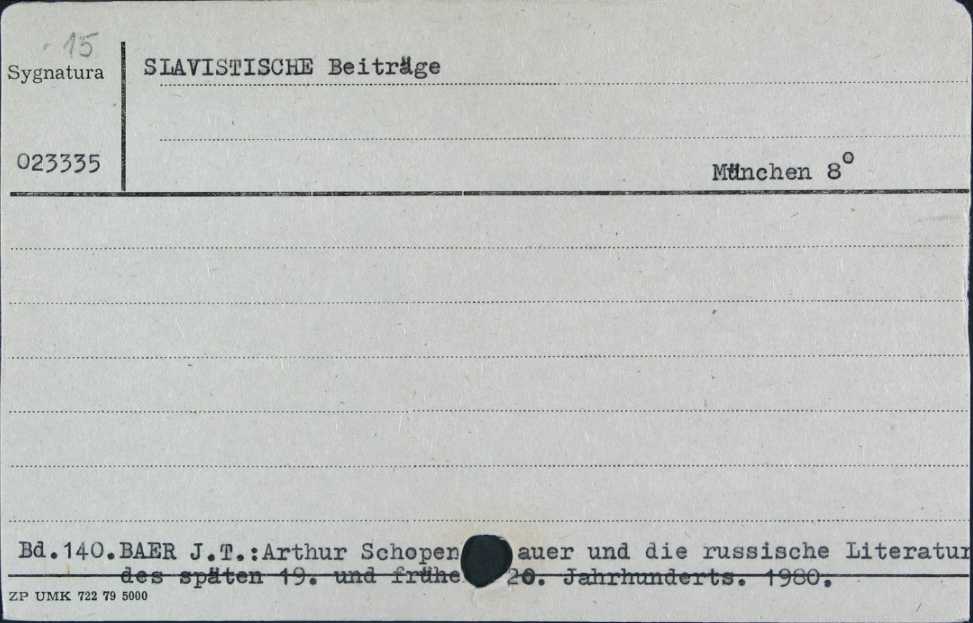 15
Sygnatura
SLAVISTISCHE Beiträge
023335
München 8°
Bd.140.BAER J.T.:Arthur Schopen auer und die russische Literatur
des späten 19. und frühe 20. Jahrhunderts. 1980.
ZP UMK 722 79 5000